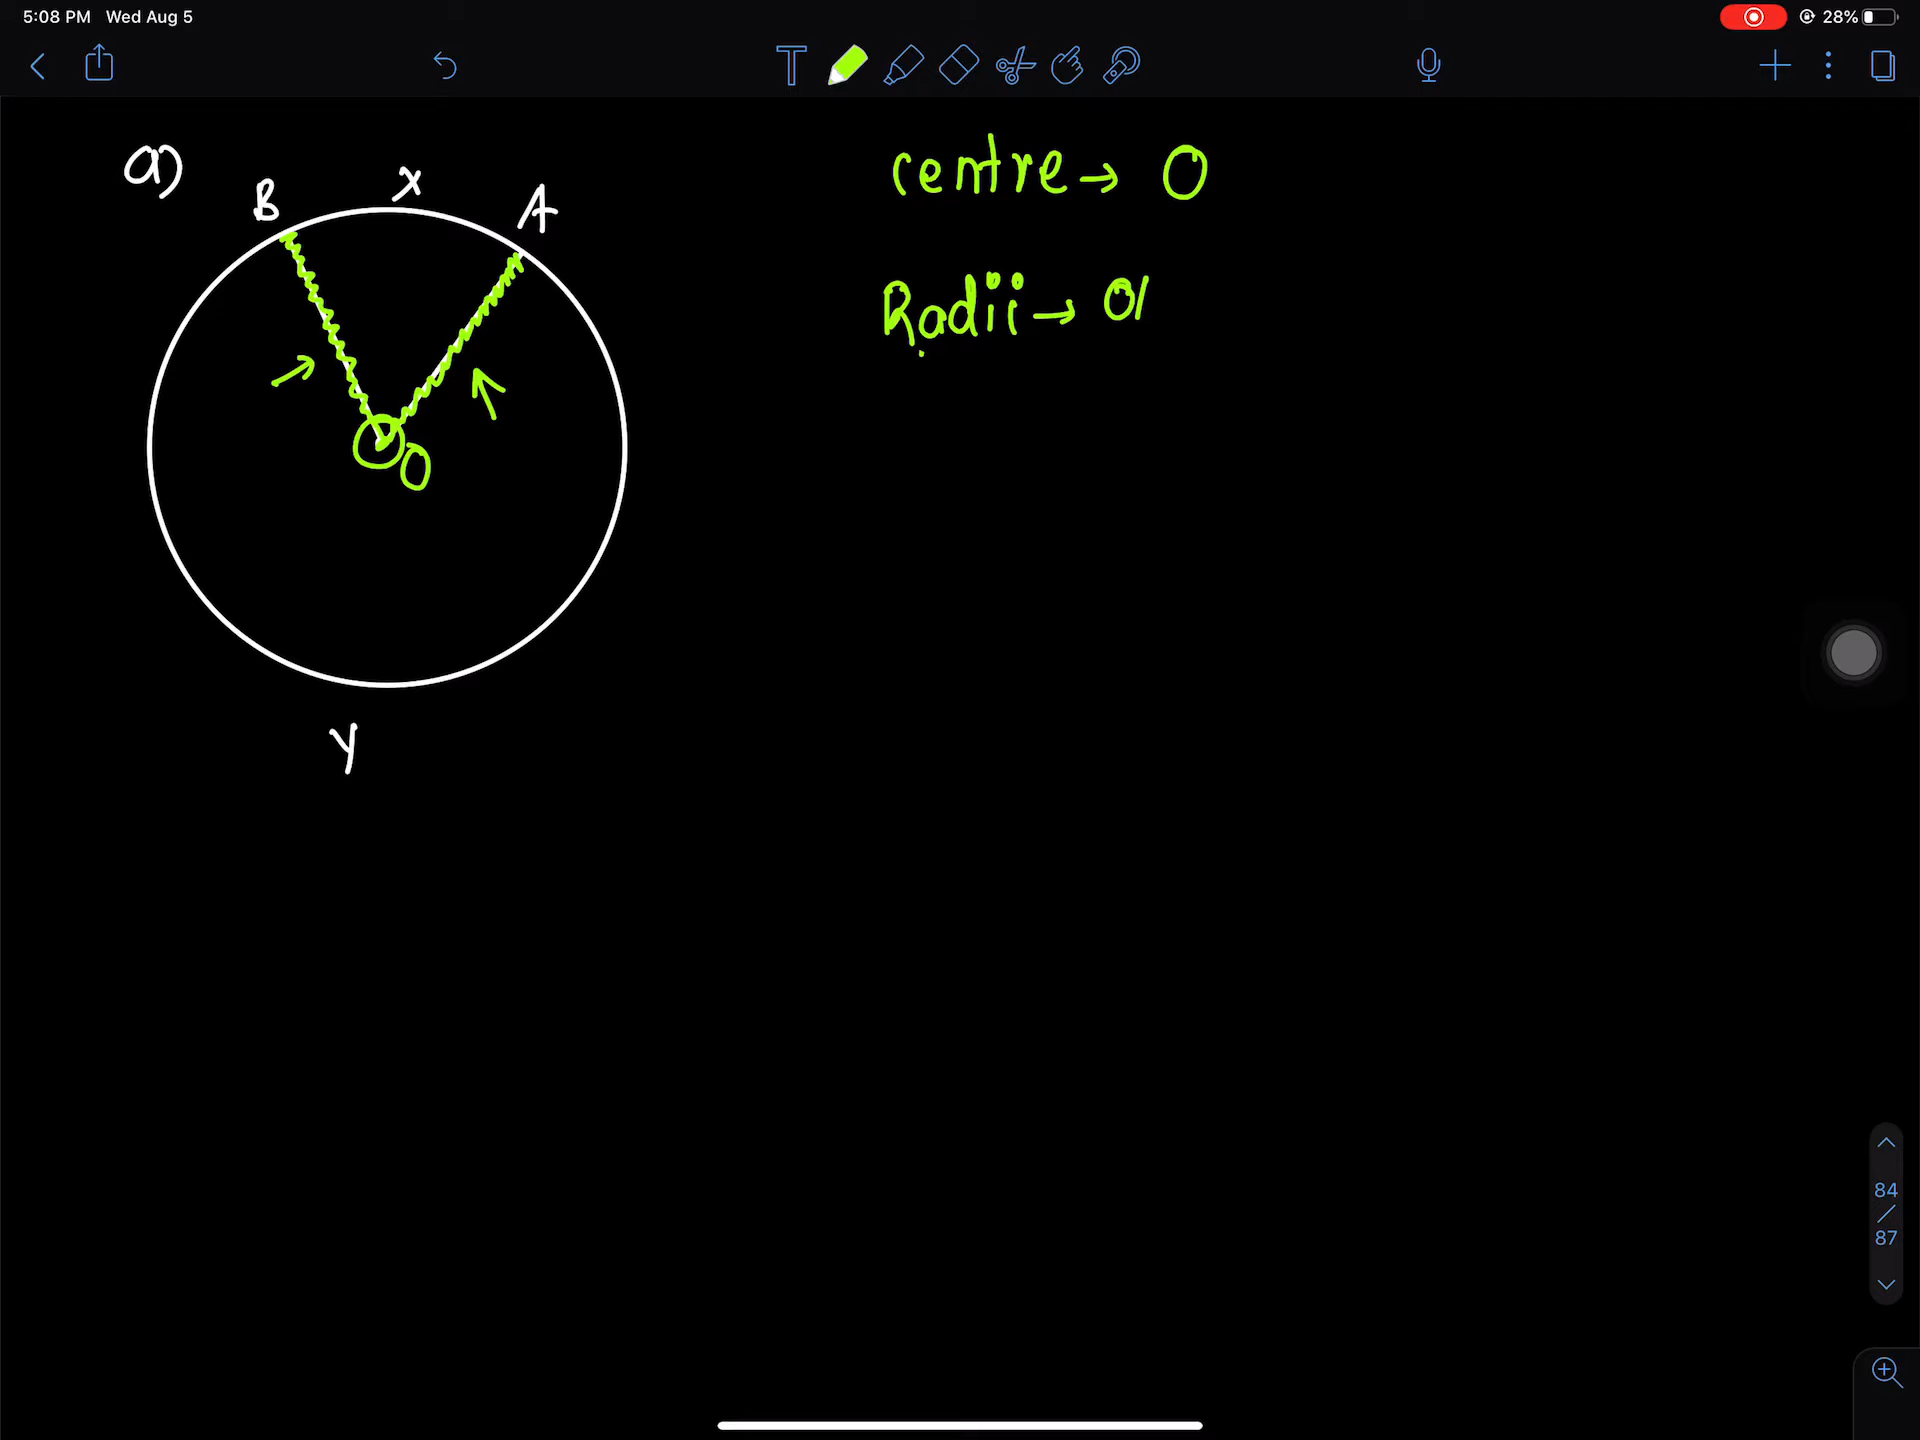 5:08 PM Wed Aug 5
28%
T
a)
B
X
A
O
Y
centre → O
Radii → O
84
/
87